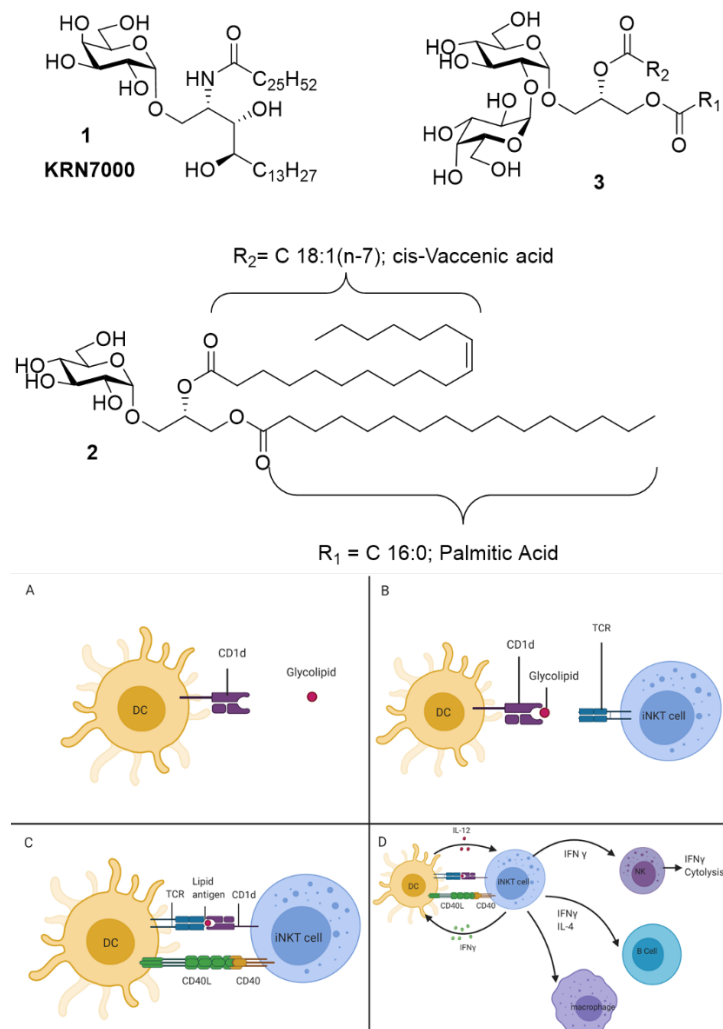 HO
OH
O
HO
HO
O
HN
C₂₅H₅₂
O
OH
1
HO
C₁₃H₂₇
KRN7000
OH
HO
HO
O
O
R₂
HO
O
O
R₁
HO
O
O
O
O
OH
HO
OH
3
R₂= C 18:1(n-7); cis-Vaccenic acid
OH
HO
HO
O
O
HO
O
O
O
2
O
R₁ = C 16:0; Palmitic Acid
A
CD1d
Glycolipid
DC
B
CD1d
TCR
Glycolipid
DC
iNKT cell
C
TCR
Lipid
antigen
CD1d
DC
iNKT cell
CD40L
CD40
D
IL-12
IFN γ
DC
iNKT cell
NK
IFNγ
Cytolysis
CD40L
CD40
IFNγ
IFNγ
IL-4
B Cell
macrophage